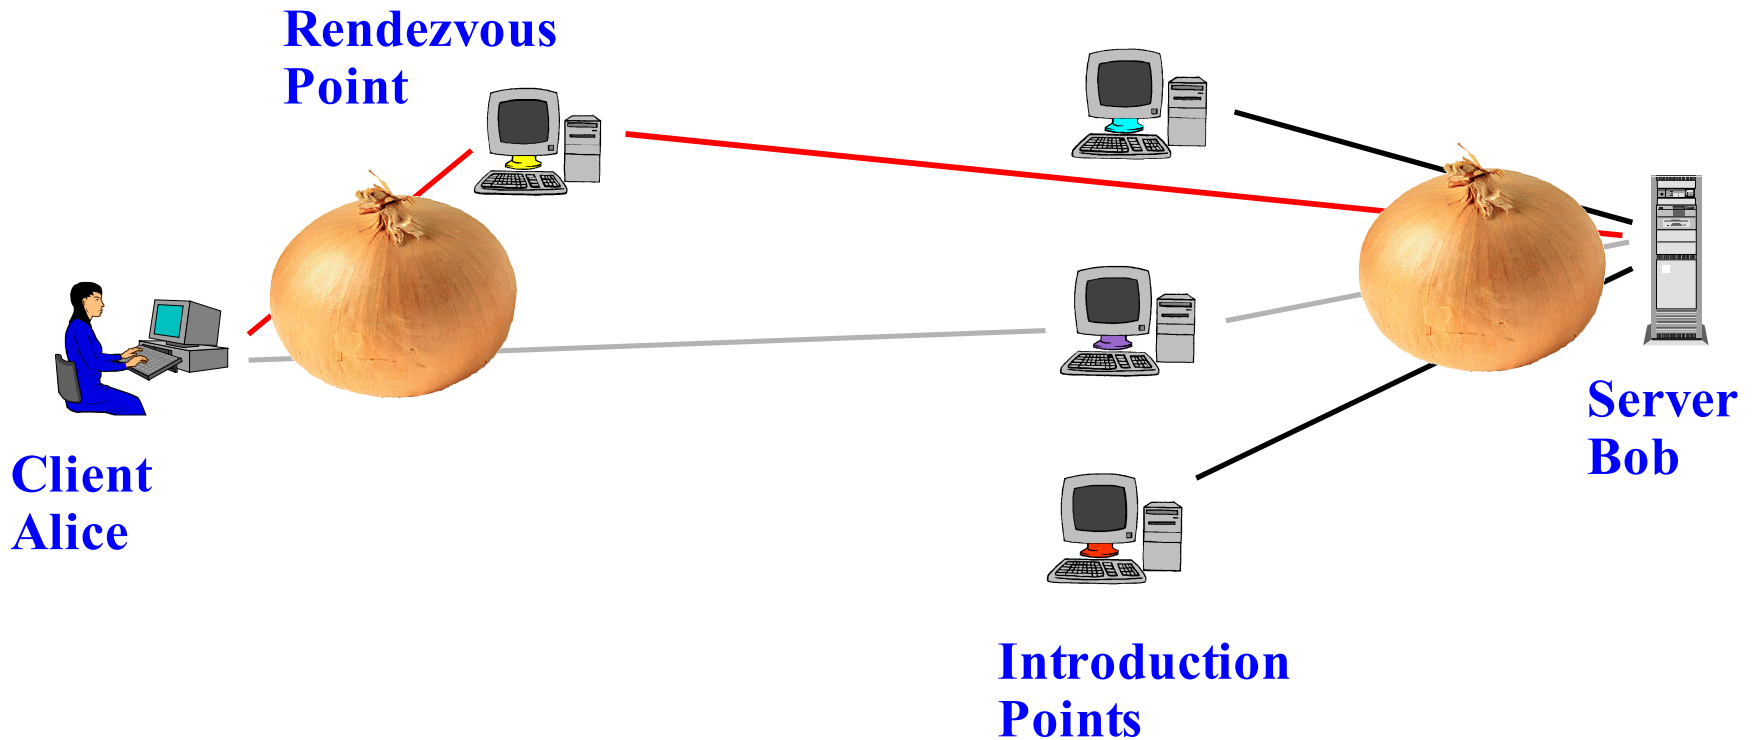 Rendezvous
Point
Client
Alice
Server
Bob
Introduction
Points